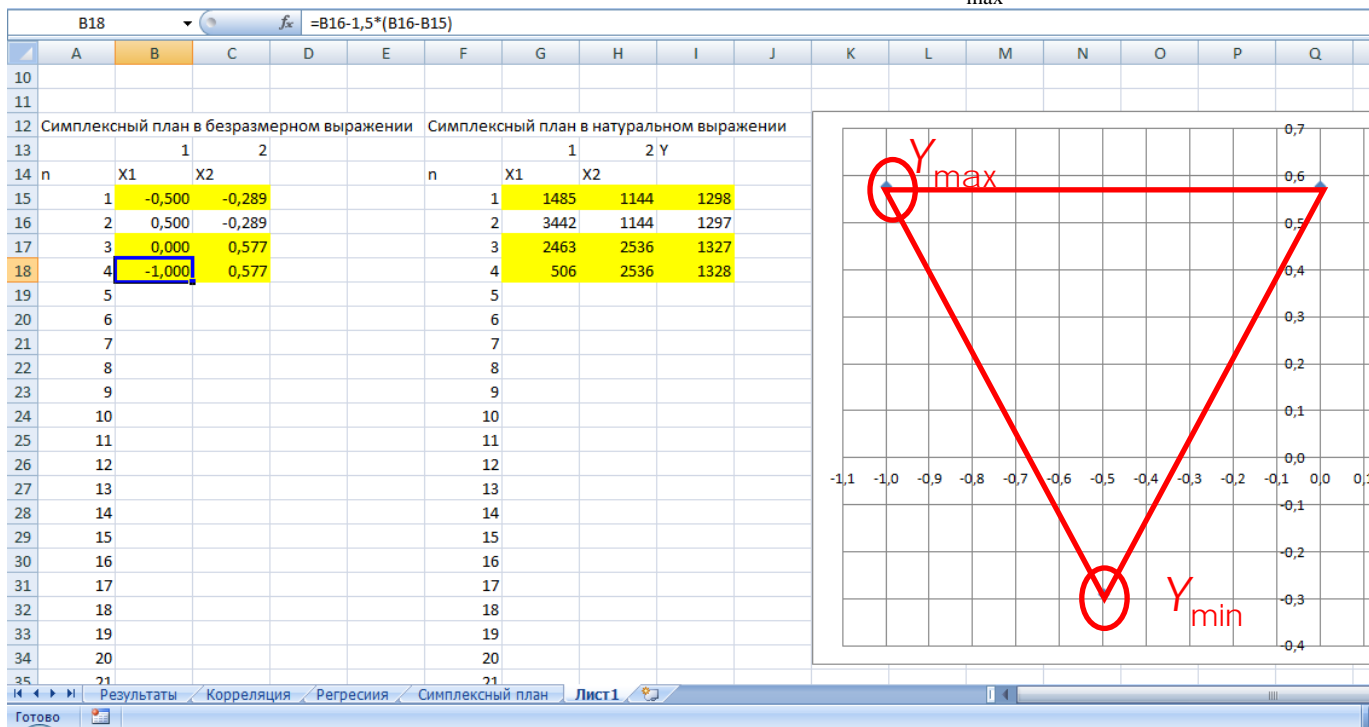 max
B18 fx =B16-1,5*(B16-B15)
A B C D E F G H I J K L M N O P Q
10
11
12 Симплексный план в безразмерном выражении Симплексный план в натуральном выражении
13 1 2 1 2 Y
14 n X1 X2 n X1 X2
15 1 -0,500 -0,289 1 1485 1144 1298
16 2 0,500 -0,289 2 3442 1144 1297
17 3 0,000 0,577 3 2463 2536 1327
18 4 -1,000 0,577 4 506 2536 1328
19 5 5
20 6 6
21 7 7
22 8 8
23 9 9
24 10 10
25 11 11
26 12 12
27 13 13
28 14 14
29 15 15
30 16 16
31 17 17
32 18 18
33 19 19
34 20 20
35 21 21
0,7
Ymax
0,6
0,5
0,4
0,3
0,2
0,1
0,0
-1,1 -1,0 -0,9 -0,8 -0,7 -0,6 -0,5 -0,4 -0,3 -0,2 -0,1 0,0
-0,1
-0,2
Ymin
-0,3
-0,4
Результаты Корреляция Регресиия Симплексный план Лист1
Готово